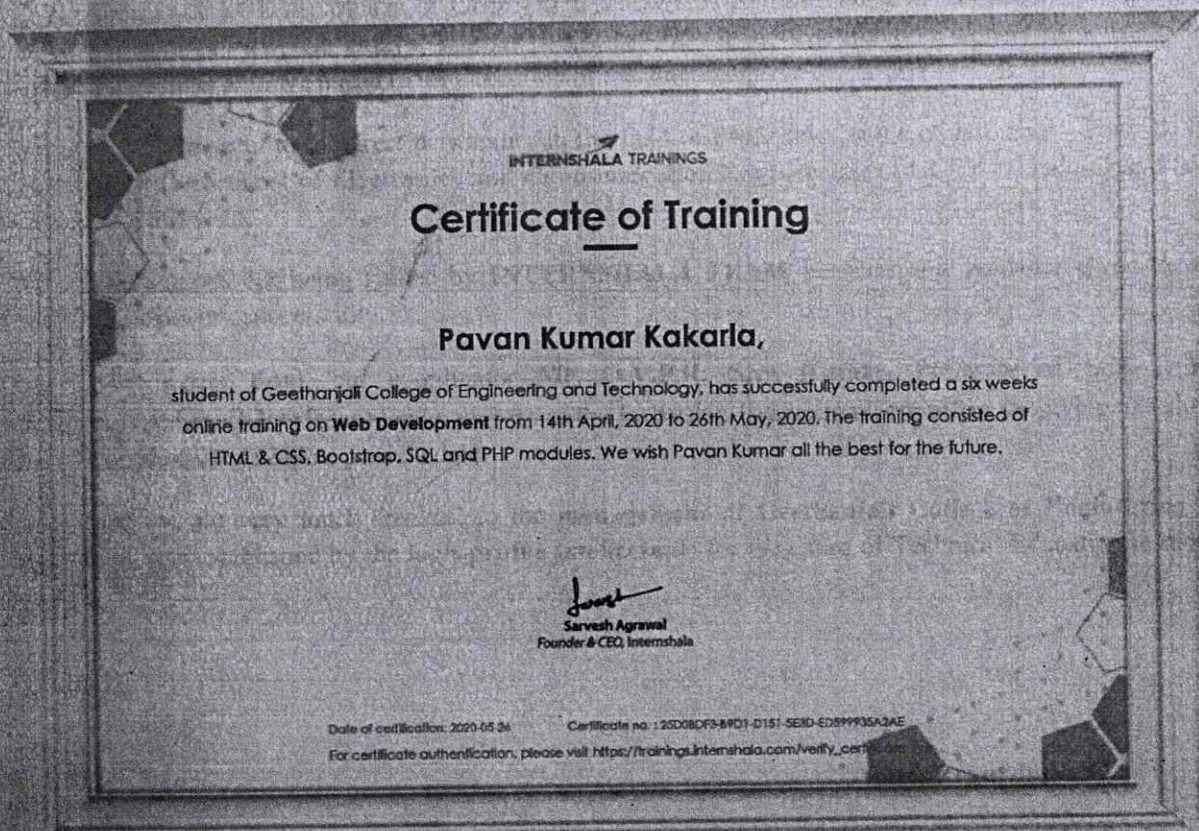 INTERNSHALA TRAININGS
Certificate of Training
Pavan Kumar Kakarla,
student of Geethanjali College of Engineering and Technology, has successfully completed a six weeks
online training on Web Development from 14th April, 2020 to 26th May, 2020. The training consisted of
HTML & CSS, Bootstrap, SQL and PHP modules. We wish Pavan Kumar all the best for the future.
Sarvesh Agrawal
Founder & CEO, Internshala
Date of certification: 2020-05-26 Certificate no. :
For certificate authentication, please visit https://trainings.internshala.com/verify_cert